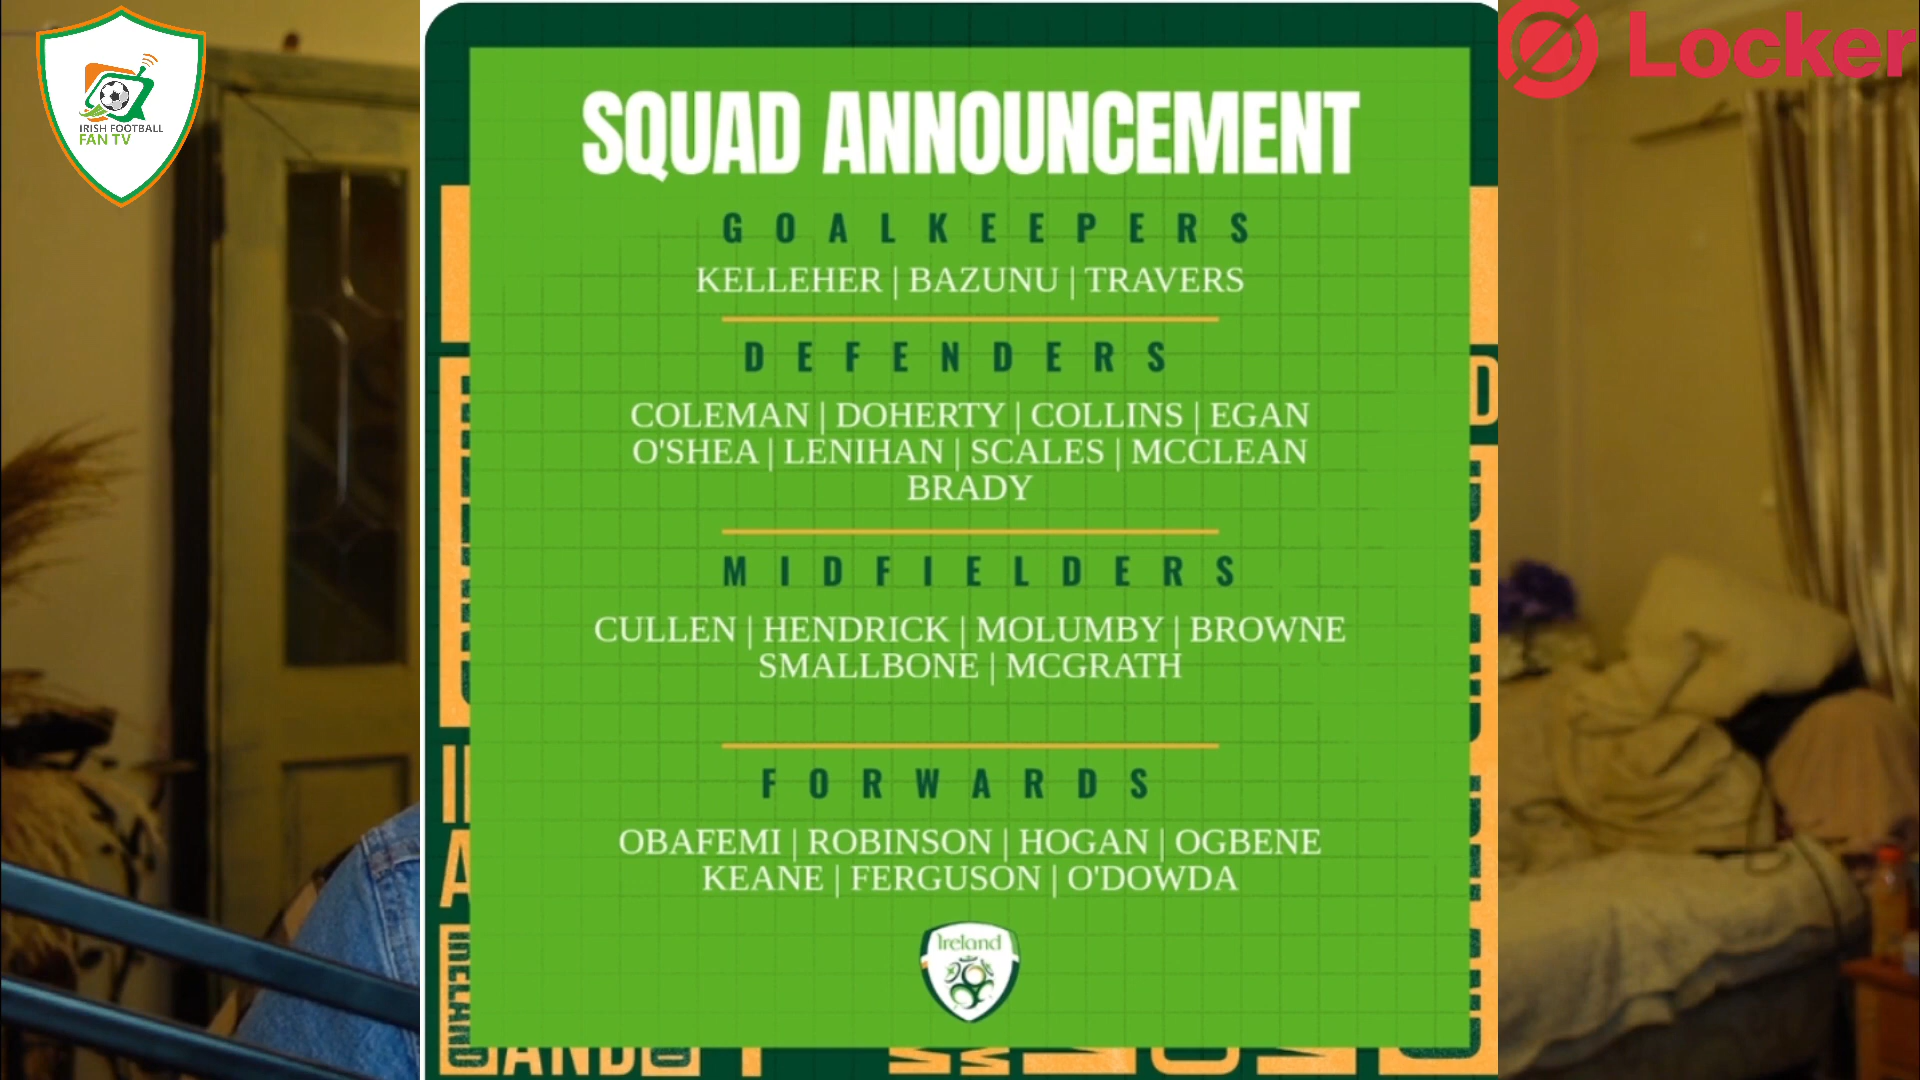 IRISH FOOTBALL
FAN TV
Locker
SQUAD ANNOUNCEMENT
GOALKEEPERS
KELLEHER | BAZUNU | TRAVERS
DEFENDERS
COLEMAN | DOHERTY | COLLINS | EGAN
O'SHEA | LENIHAN | SCALES | MCCLEAN
BRADY
MIDFIELDERS
CULLEN | HENDRICK | MOLUMBY | BROWNE
SMALLBONE | MCGRATH
FORWARDS
OBAFEMI | ROBINSON | HOGAN | OGBENE
KEANE | FERGUSON | O'DOWDA
Ireland
IRELAND